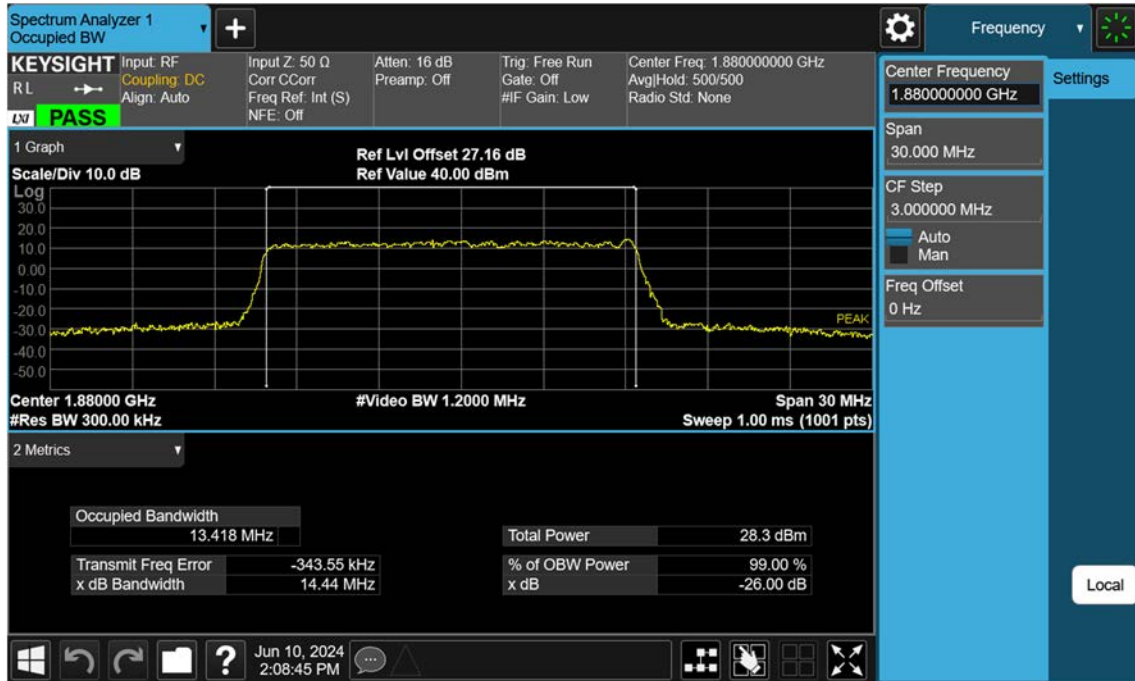 Spectrum Analyzer 1
Occupied BW
+
Frequency
KEYSIGHT
R L
LXI PASS
Input: RF
Coupling: DC
Align: Auto
Input Z: 50 Ω
Corr CCorr
Freq Ref: Int (S)
NFE: Off
Atten: 16 dB
Preamp: Off
Trig: Free Run
Gate: Off
#IF Gain: Low
Center Freq: 1.880000000 GHz
Avg|Hold: 500/500
Radio Std: None
1 Graph
Scale/Div 10.0 dB
Ref Lvl Offset 27.16 dB
Ref Value 40.00 dBm
Log
30.0
20.0
10.0
0.00
-10.0
-20.0
-30.0
-40.0
-50.0
PEAK
Center 1.88000 GHz
#Video BW 1.2000 MHz
Span 30 MHz
#Res BW 300.00 kHz
Sweep 1.00 ms (1001 pts)
2 Metrics
Occupied Bandwidth
13.418 MHz
Total Power 28.3 dBm
Transmit Freq Error -343.55 kHz
% of OBW Power 99.00 %
x dB Bandwidth 14.44 MHz
x dB -26.00 dB
?
Jun 10, 2024
2:08:45 PM
Center Frequency
1.880000000 GHz
Settings
Span
30.000 MHz
CF Step
3.000000 MHz
Auto
Man
Freq Offset
0 Hz
Local